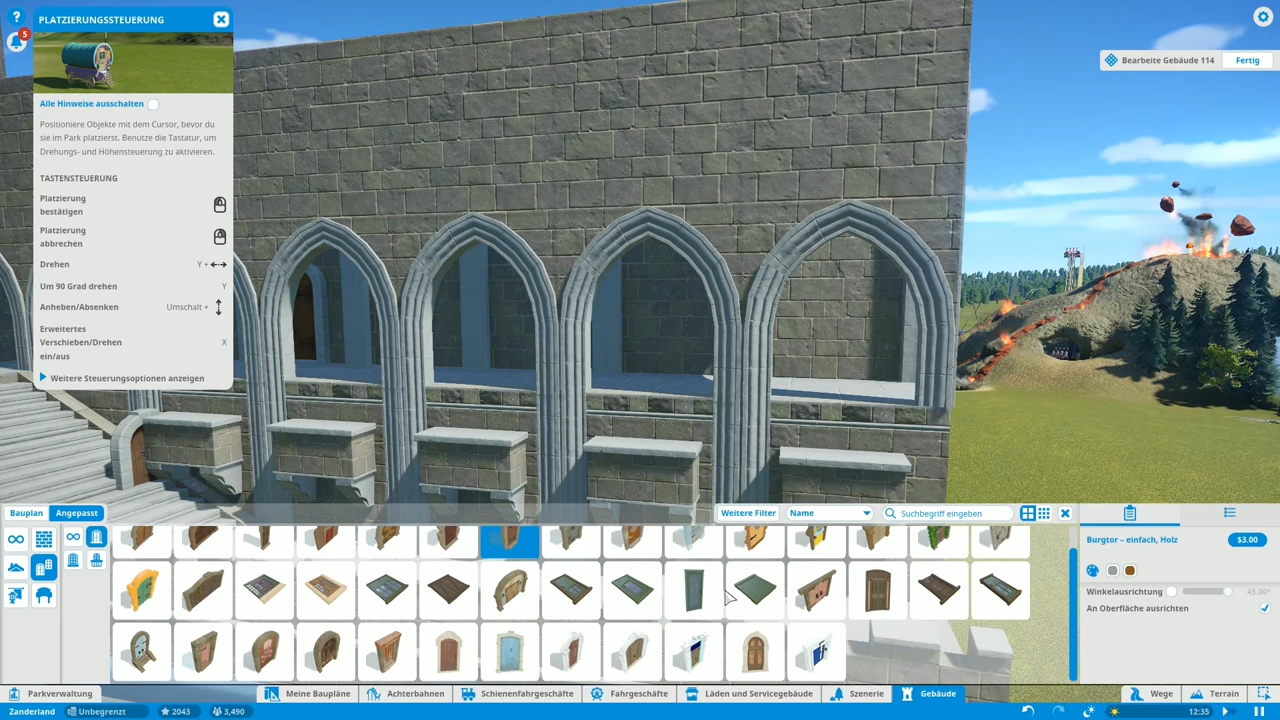 ?
PLATZIERUNGSSTEUERUNG
5
Alle Hinweise ausschalten
Positioniere Objekte mit dem Cursor, bevor du
sie im Park platzierst. Benutze die Tastatur, um
Drehungs- und Höhensteuerung zu aktivieren.
TASTENSTEUERUNG
Platzierung
bestätigen
Platzierung
abbrechen
Drehen Y +
Um 90 Grad drehen Y
Anheben/Absenken Umschalt +
Erweitertes
Verschieben/Drehen X
ein/aus
Weitere Steuerungsoptionen anzeigen
Bearbeite Gebäude 114 Fertig
Bauplan Angepasst Weitere Filter Name Suchbegriff eingeben
Burgtor – einfach, Holz $3.00
Winkelausrichtung 45.00°
An Oberfläche ausrichten
Parkverwaltung Meine Baupläne Achterbahnen Schienenfahrgeschäfte Fahrgeschäfte Läden und Servicegebäude Szenerie Gebäude Wege Terrain
Zanderland Unbegrenzt 2043 3,490 12:35